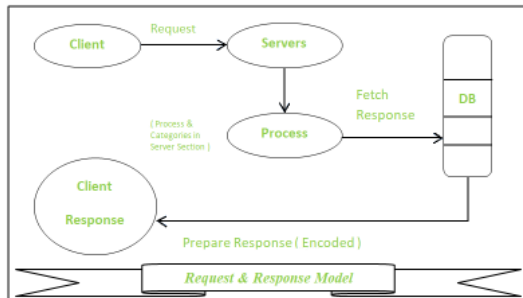 Client
Request
Servers
Fetch
Response
DB
( Process &
Categories in
Server Section )
Process
Client
Response
Prepare Response ( Encoded )
Request & Response Model